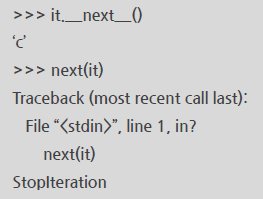 >>> it.__next__()
‘c’
>>> next(it)
Traceback (most recent call last):
File “<stdin>”, line 1, in?
next(it)
StopIteration